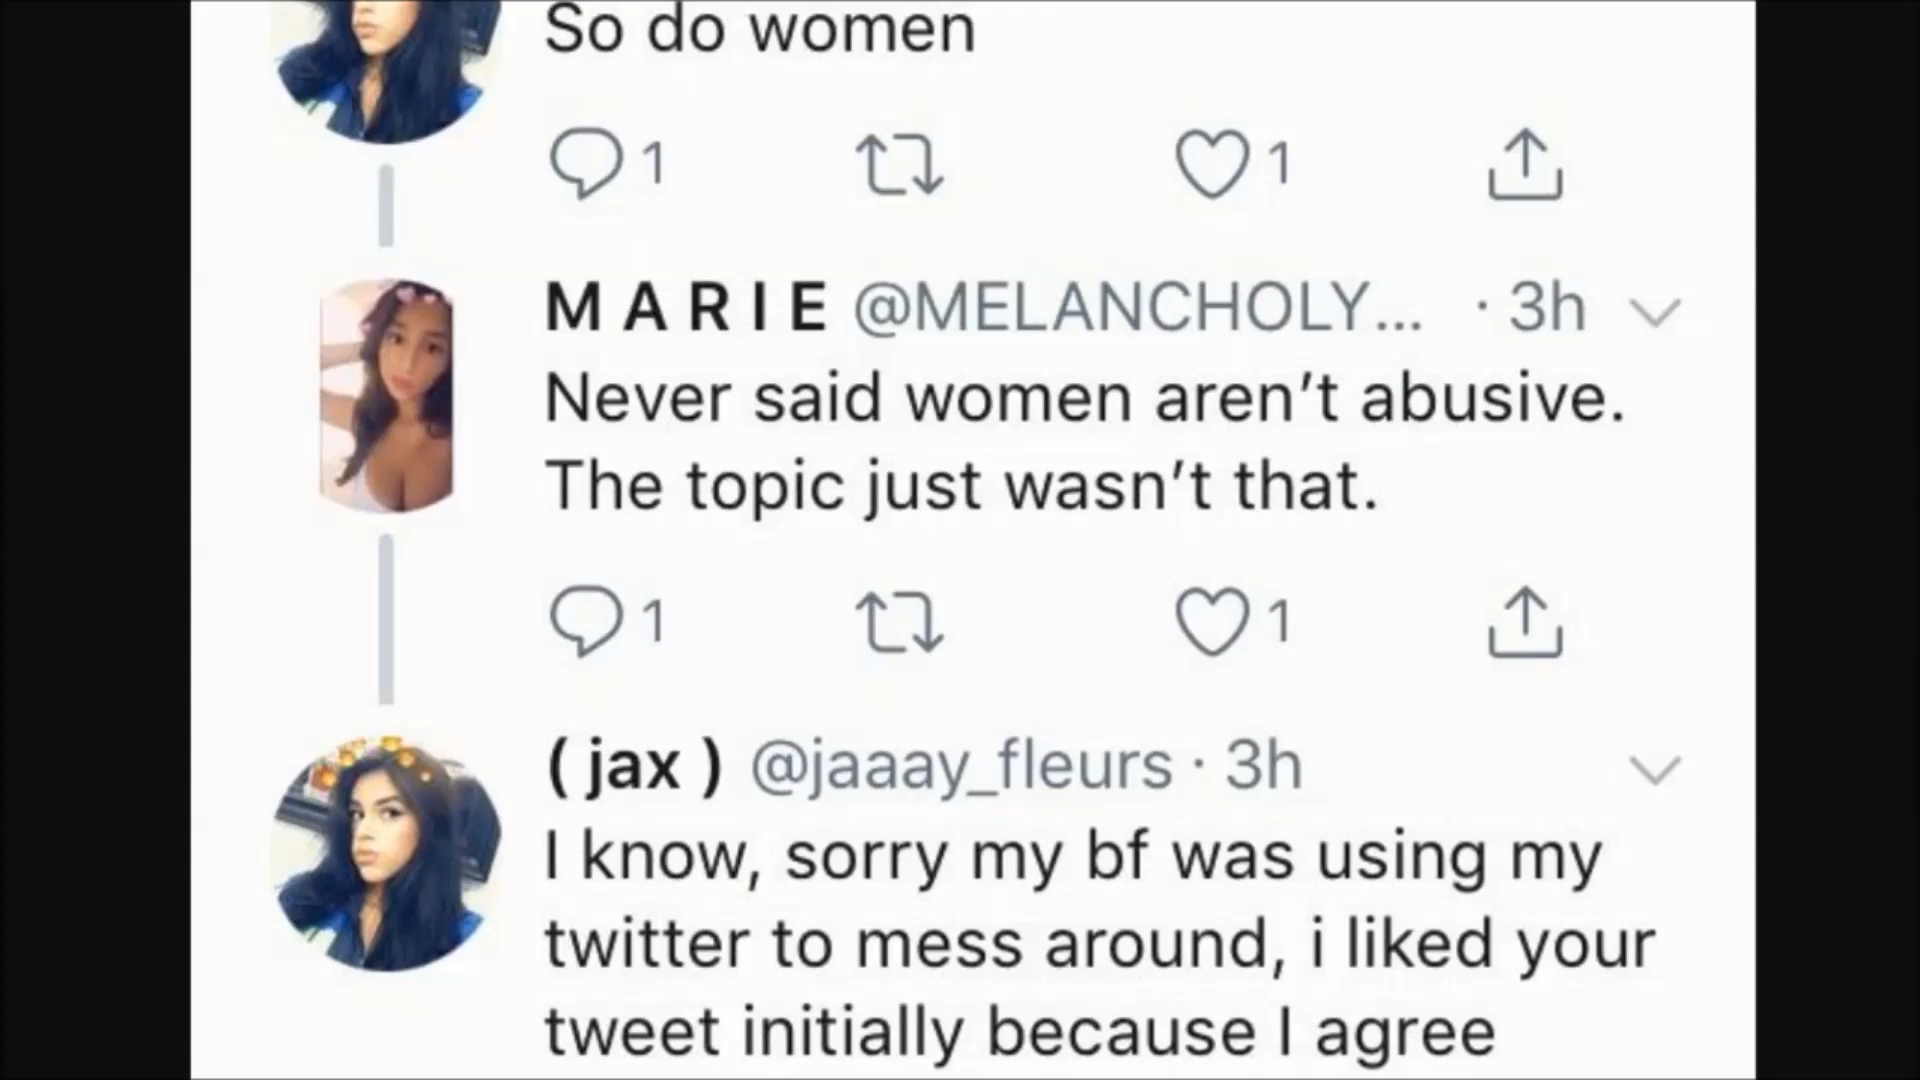 So do women
1
1
M A R I E @MELANCHOLY... · 3h
Never said women aren’t abusive.
The topic just wasn’t that.
1
1
( jax ) @jaaay_fleurs · 3h
I know, sorry my bf was using my
twitter to mess around, i liked your
tweet initially because I agree